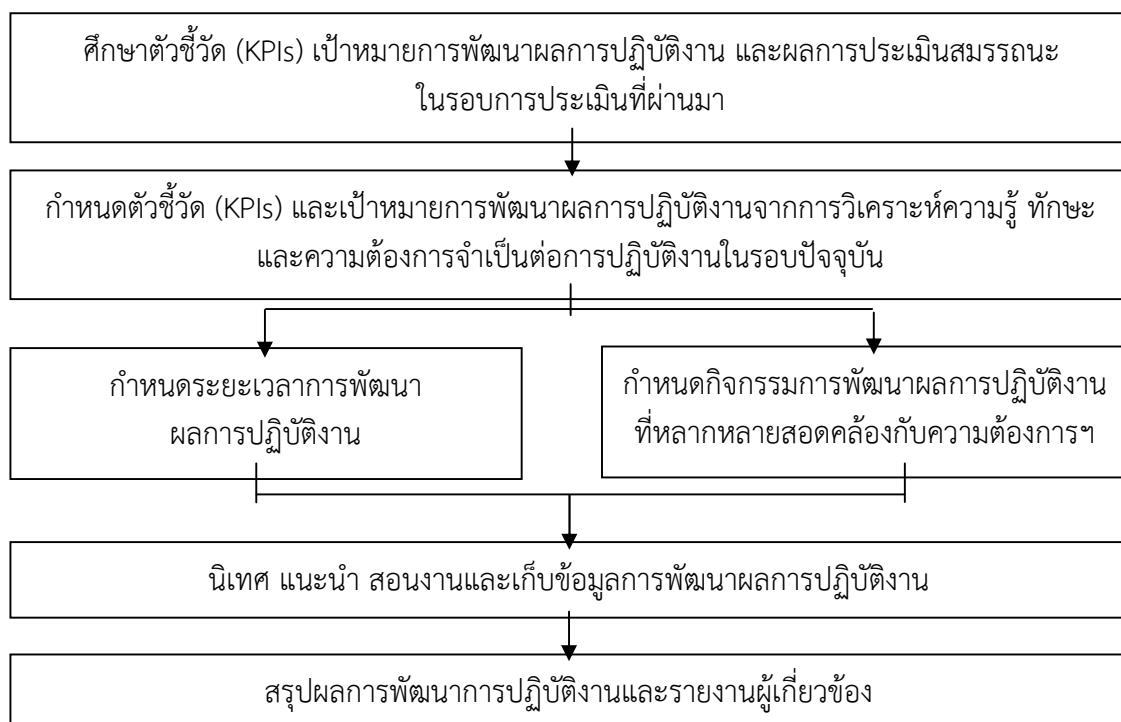 ศึกษาตัวชี้วัด (KPIs) เป้าหมายการพัฒนาผลการปฏิบัติงาน และผลการประเมินสมรรถนะ
ในรอบการประเมินที่ผ่านมา
กำหนดตัวชี้วัด (KPIs) และเป้าหมายการพัฒนาผลการปฏิบัติงานจากการวิเคราะห์ความรู้ ทักษะ
และความต้องการจำเป็นต่อการปฏิบัติงานในรอบปัจจุบัน
กำหนดระยะเวลาการพัฒนา
ผลการปฏิบัติงาน
กำหนดกิจกรรมการพัฒนาผลการปฏิบัติงาน
ที่หลากหลายสอดคล้องกับความต้องการฯ
นิเทศ แนะนำ สอนงานและเก็บข้อมูลการพัฒนาผลการปฏิบัติงาน
สรุปผลการพัฒนาการปฏิบัติงานและรายงานผู้เกี่ยวข้อง